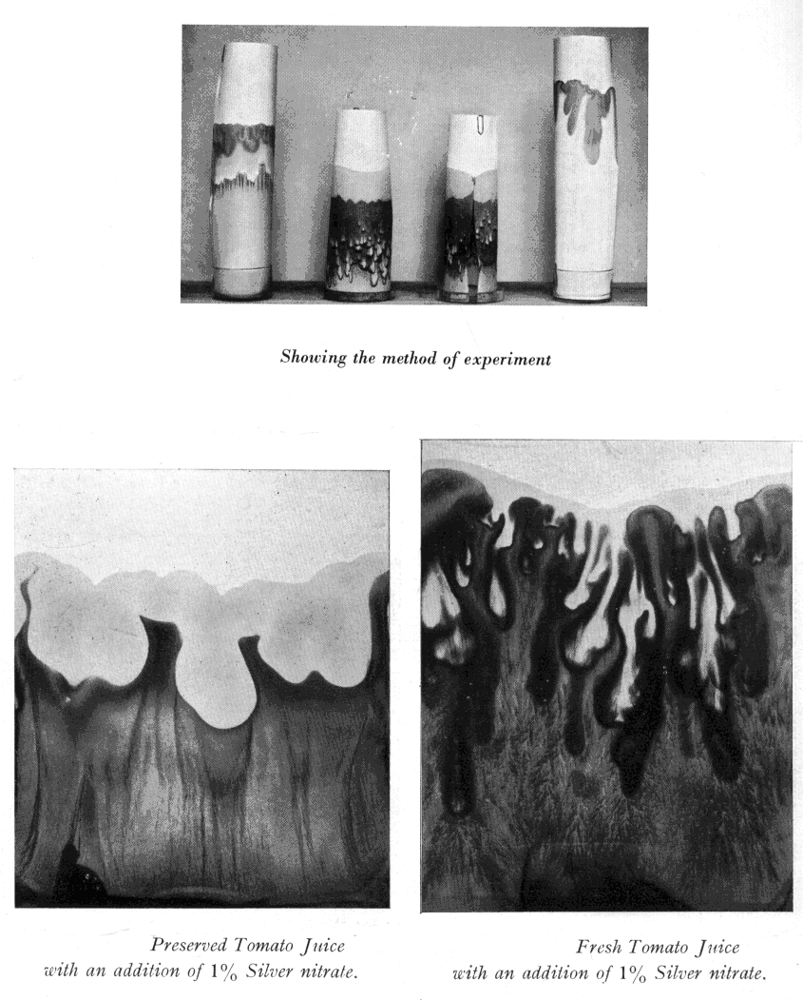 Showing the method of experiment
Preserved Tomato Juice
with an addition of 1% Silver nitrate.
Fresh Tomato Juice
with an addition of 1% Silver nitrate.